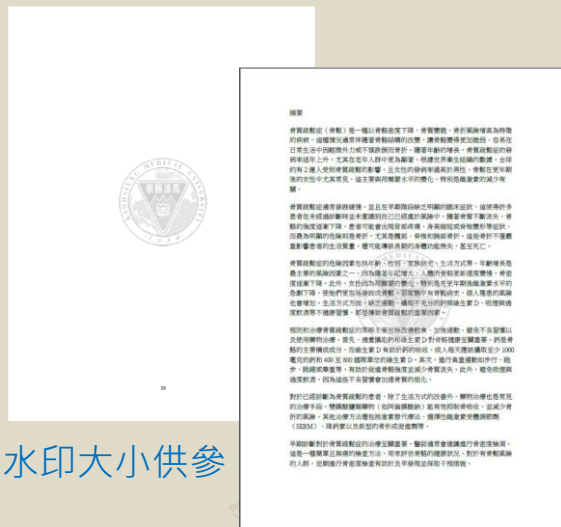 KAOHSIUNG MEDICAL UNIVERSITY
1954
39
水印大小供參
摘要
骨質疏鬆症（骨鬆）是一種以骨骼密度下降、骨質變脆、骨折風險增高為特徵
的疾病。這種情況通常伴隨著骨骼結構的改變，讓骨骼變得更加脆弱，容易在
日常生活中因輕微外力或不慎跌倒而骨折。隨著年齡的增長，骨質疏鬆症的發
病率逐年上升，尤其在老年人群中更為顯著。根據世界衛生組織的數據，全球
約有 2 億人受到骨質疏鬆的影響，且女性的發病率遠高於男性。骨鬆在更年期
後的女性中尤其常見，這主要與荷爾蒙水平的變化，特別是雌激素的減少有
關。
骨質疏鬆症通常發展緩慢，並且在早期階段缺乏明顯的臨床症狀，這使得許多
患者在未經過診斷時並未意識到自己已經處於風險中。隨著骨質不斷流失，骨
骼的強度逐漸下降，患者可能會出現背部疼痛、身高縮短或脊椎變形等症狀，
而最為明顯的危險則是骨折，尤其是髖部、脊椎和腕部骨折。這些骨折不僅嚴
重影響患者的生活質量，還可能導致長期的身體功能喪失，甚至死亡。
骨質疏鬆症的危險因素包括年齡、性別、家族病史、生活方式等。年齡增長是
最主要的風險因素之一，因為隨著年紀增大，人體的骨骼更新速度變慢，骨密
度逐漸下降。此外，女性因為荷爾蒙的變化，特別是在更年期後雌激素水平的
急劇下降，使她們更容易發展成骨鬆。若家族中有骨鬆病史，個人罹患的風險
也會增加。生活方式方面，缺乏運動、攝取不充分的鈣與維生素 D、吸煙與過
度飲酒等不健康習慣，都是導致骨質疏鬆的重要因素。
預防和治療骨質疏鬆症的策略主要包括改善飲食、加強運動、避免不良習慣以
及使用藥物治療。首先，適量攝取鈣和維生素 D 對骨骼健康至關重要。鈣是骨
骼的主要構成成分，而維生素 D 有助於鈣的吸收。成人每天應該攝取至少 1000
毫克的鈣和 400 至 800 國際單位的維生素 D。其次，進行負重運動如步行、跑
步、跳繩或舉重等，有助於促進骨骼強度並減少骨質流失。此外，避免吸煙與
過度飲酒，因為這些不良習慣會加速骨質的退化。
對於已經診斷為骨鬆的患者，除了生活方式的改善外，藥物治療也是常見
的治療手段。雙膦酸鹽類藥物（如阿侖膦酸鈉）能有效抑制骨吸收，並減少骨
折的風險。其他治療方法還包括激素替代療法、選擇性雌激素受體調節劑
（SERM）、降鈣素以及新型的骨形成促進劑等。
早期診斷對於骨質疏鬆症的治療至關重要。醫師通常會建議進行骨密度檢測，
這是一種簡單且無痛的檢查方法，用來評估骨骼的健康狀況。對於有骨鬆風險
的人群，定期進行骨密度檢查有助於及早發現並採取干預措施。